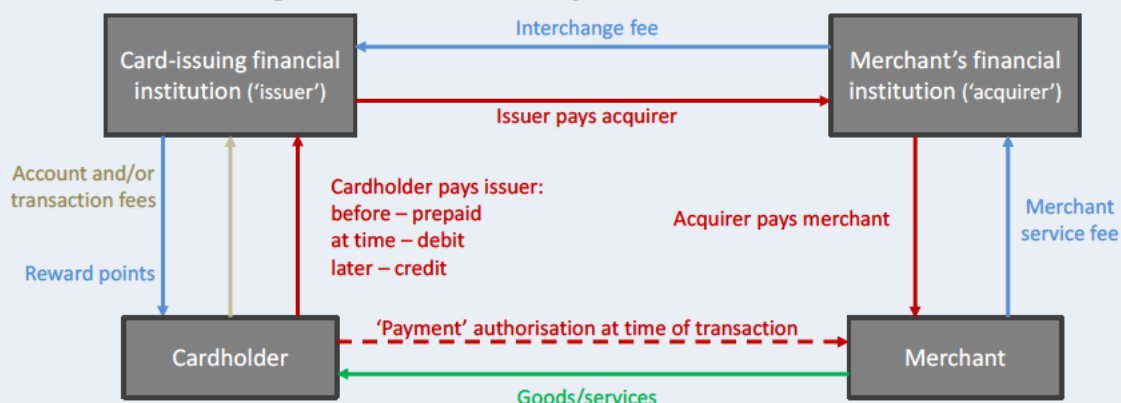 Interchange fee
Card-issuing financial
institution (‘issuer’)
Merchant’s financial
institution (‘acquirer’)
Issuer pays acquirer
Account and/or
transaction fees
Cardholder pays issuer:
before – prepaid
at time – debit
later – credit
Acquirer pays merchant
Merchant
service fee
Reward points
‘Payment’ authorisation at time of transaction
Cardholder
Merchant
Goods/services